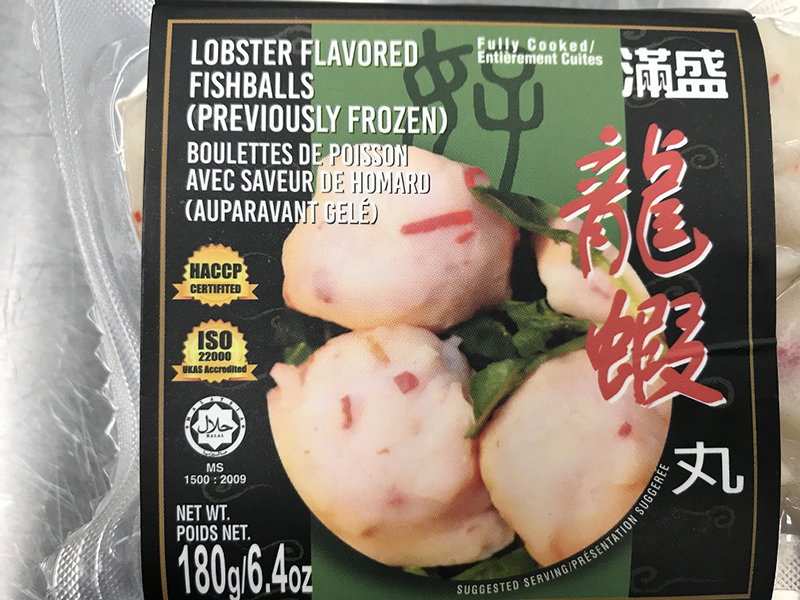 LOBSTER FLAVORED
FISHBALLS
(PREVIOUSLY FROZEN)
BOULETTES DE POISSON
AVEC SAVEUR DE HOMARD
(AUPARAVANT GELÉ)
Fully Cooked/
Entièrement Cuites
滿盛
龍蝦
丸
HACCP
CERTIFITED
ISO
22000
UKAS Accredited
MALAYSIA
حلال
HALAL
MS
1500 : 2009
NET WT.
POIDS NET.
180g/6.4oz
SUGGESTED SERVING/PRÉSENTATION SUGGÉRÉE